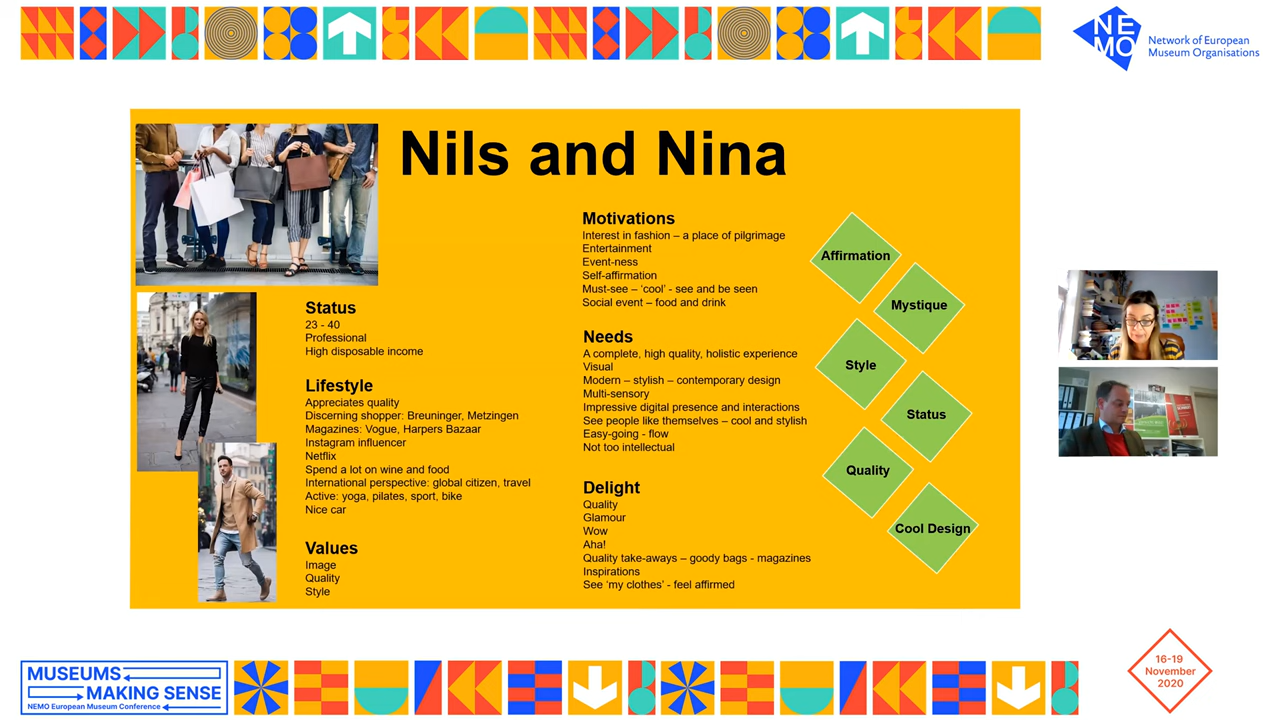 NE
MO
Network of European
Museum Organisations
Nils and Nina
Status
23 - 40
Professional
High disposable income
Lifestyle
Appreciates quality
Discerning shopper: Breuninger, Metzingen
Magazines: Vogue, Harpers Bazaar
Instagram influencer
Netflix
Spend a lot on wine and food
International perspective: global citizen, travel
Active: yoga, pilates, sport, bike
Nice car
Values
Image
Quality
Style
Motivations
Interest in fashion – a place of pilgrimage
Entertainment
Event-ness
Self-affirmation
Must-see – ‘cool’ - see and be seen
Social event – food and drink
Needs
A complete, high quality, holistic experience
Visual
Modern – stylish – contemporary design
Multi-sensory
Impressive digital presence and interactions
See people like themselves – cool and stylish
Easy-going - flow
Not too intellectual
Delight
Quality
Glamour
Wow
Aha!
Quality take-aways – goody bags - magazines
Inspirations
See ‘my clothes’ - feel affirmed
Affirmation
Mystique
Style
Status
Quality
Cool Design
MUSEUMS
MAKING SENSE
NEMO European Museum Conference
16-19
November
2020